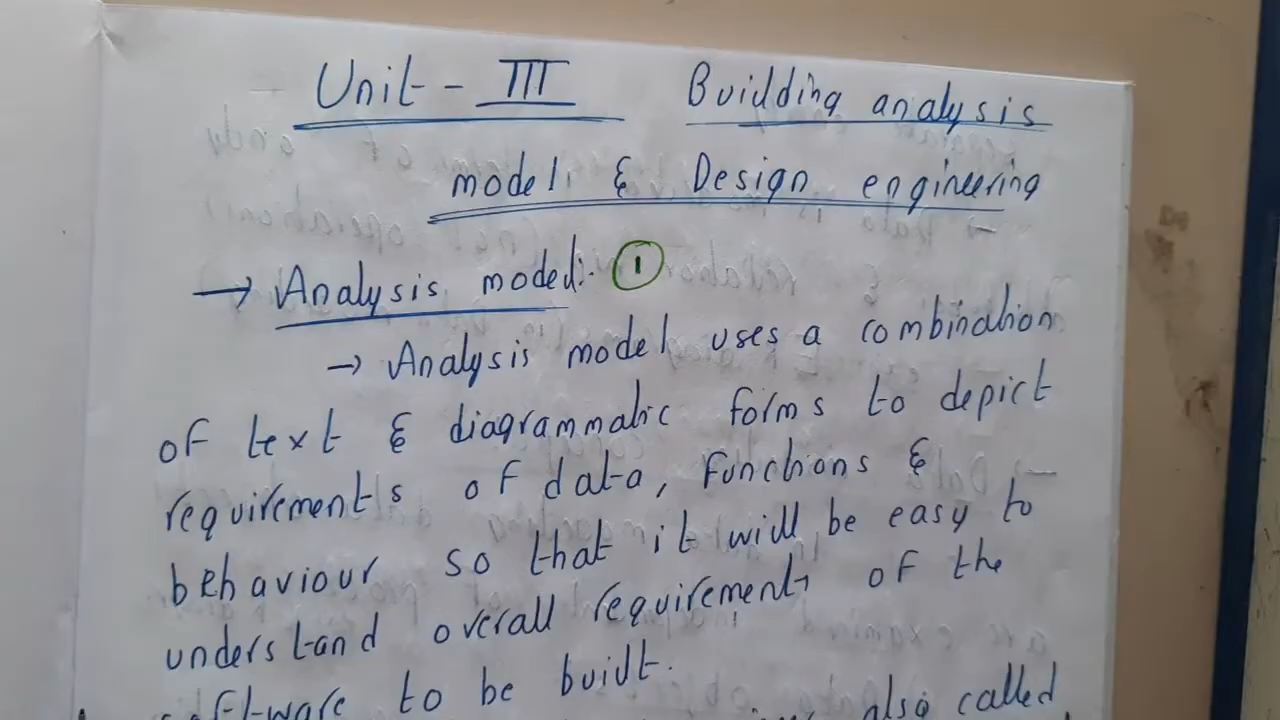 Unit - III Building analysis
model & Design engineering
→ Analysis model:- ①
→ Analysis model uses a combination
of text & diagrammatic forms to depict
requirements of data, functions &
behaviour so that it will be easy to
understand overall requirements of the
software to be built.
also called